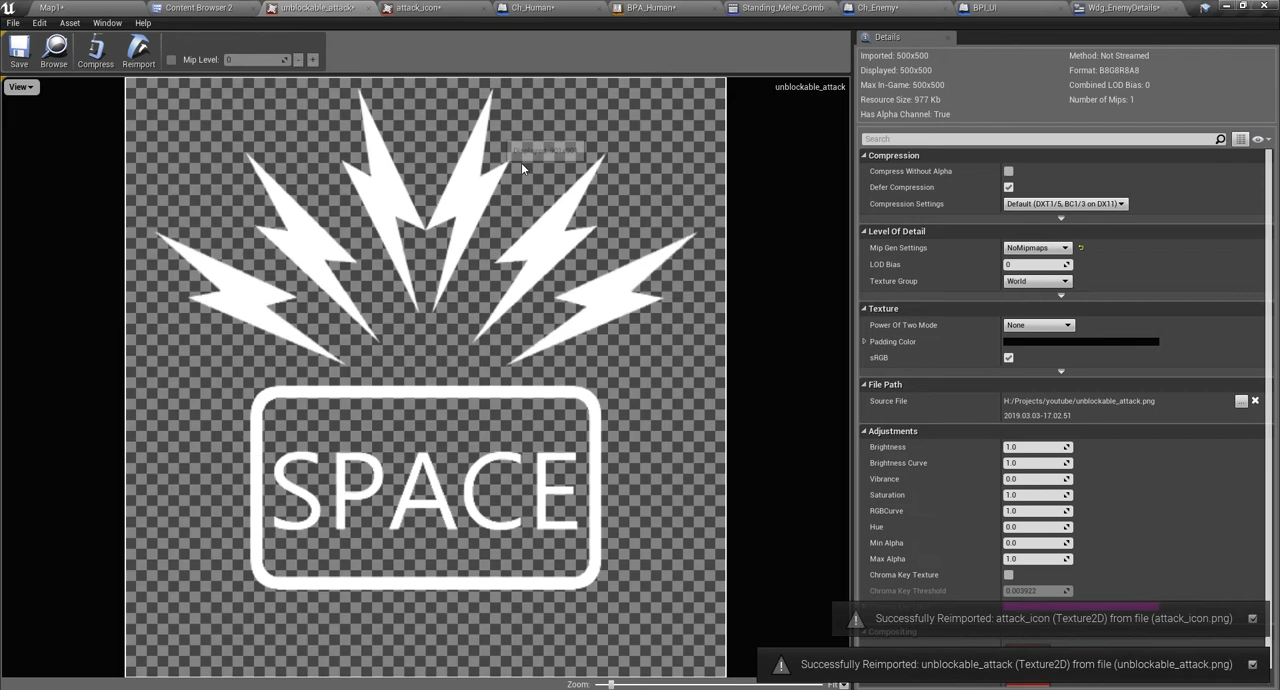 Map1*
Content Browser 2
unblockable_attack*
attack_icon*
Ch_Human*
BPA_Human*
Standing_Melee_Comb
Ch_Enemy*
BPI_UI
Wdg_EnemyDetails*
File Edit Asset Window Help
Save Browse Compress Reimport
Mip Level: 0 - +
View
unblockable_attack
SPACE
Zoom: Fit
Details
Imported: 500x500 Method: Not Streamed
Displayed: 500x500 Format: B8G8R8A8
Max In-Game: 500x500 Combined LOD Bias: 0
Resource Size: 977 Kb Number of Mips: 1
Has Alpha Channel: True
Search
Compression
Compress Without Alpha
Defer Compression
Compression Settings Default (DXT1/5, BC1/3 on DX11)
Level Of Detail
Mip Gen Settings NoMipmaps
LOD Bias 0
Texture Group World
Texture
Power Of Two Mode None
Padding Color
sRGB
File Path
Source File H:/Projects/youtube/unblockable_attack.png ...
2019.03.03-17.02.51
Adjustments
Brightness 1.0
Brightness Curve 1.0
Vibrance 0.0
Saturation 1.0
RGBCurve 1.0
Hue 0.0
Min Alpha 0.0
Max Alpha 1.0
Chroma Key Texture
Chroma Key Threshold 0.003922
Successfully Reimported: attack_icon (Texture2D) from file (attack_icon.png)
Compositing
Successfully Reimported: unblockable_attack (Texture2D) from file (unblockable_attack.png)